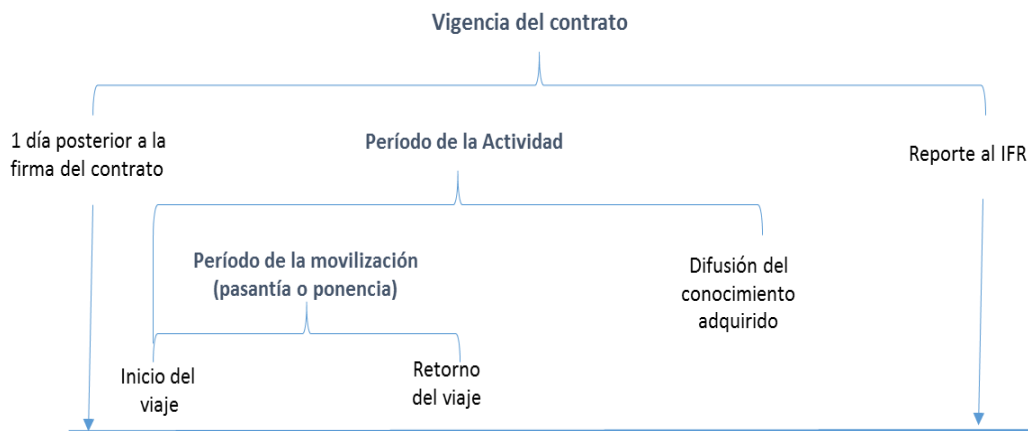 Vigencia del contrato
1 día posterior a la
firma del contrato
Período de la Actividad
Reporte al IFR
Período de la movilización
(pasantía o ponencia)
Difusión del
conocimiento
adquirido
Inicio del
viaje
Retorno
del viaje